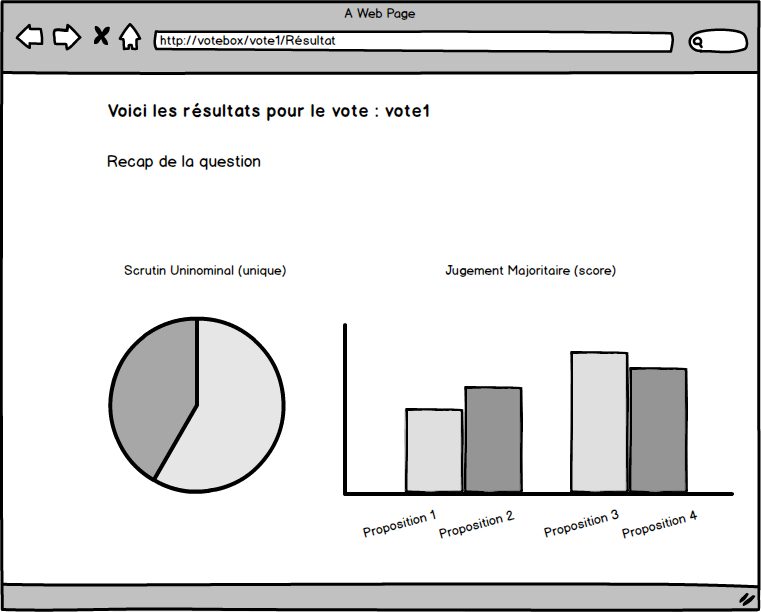 A Web Page
http://votebox/vote1/Résultat
Voici les résultats pour le vote : vote1
Recap de la question
Scrutin Uninominal (unique)
Jugement Majoritaire (score)
Proposition 1
Proposition 2
Proposition 3
Proposition 4